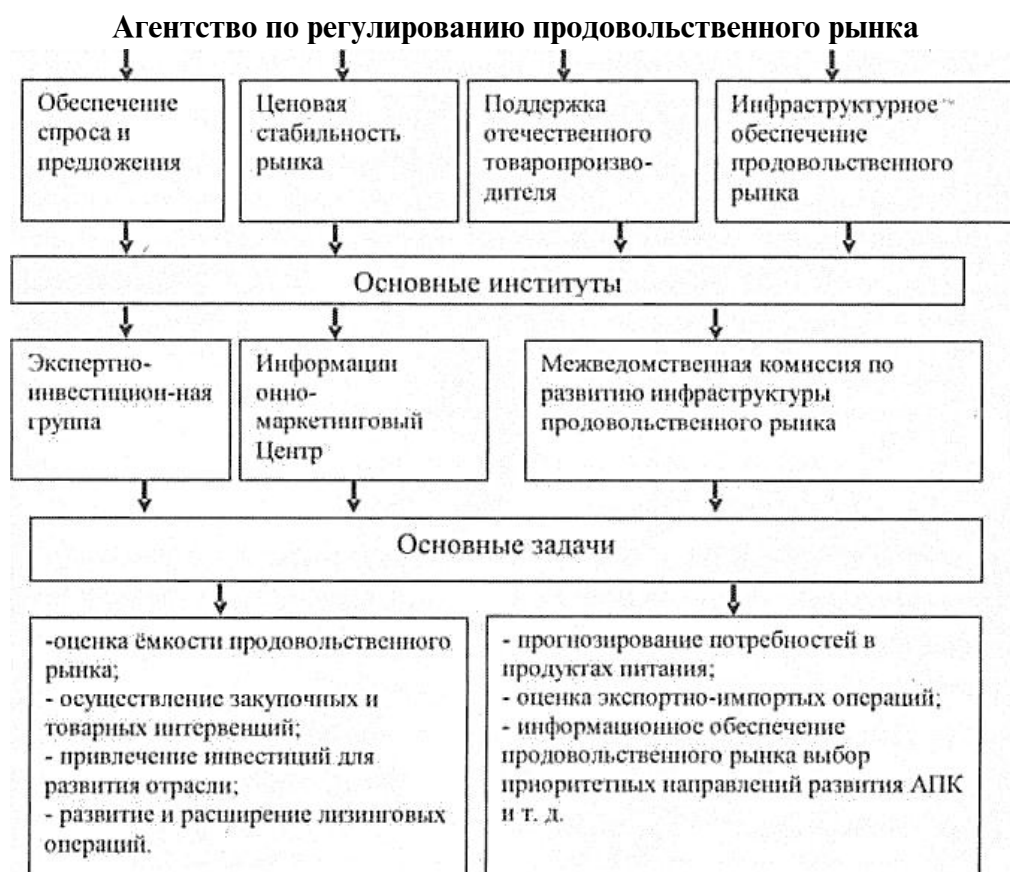 Агентство по регулированию продовольственного рынка
Обеспечение
спроса и
предложения
Ценовая
стабильность
рынка
Поддержка
отечественного
товаропроизво-
дителя
Инфраструктурное
обеспечение
продовольственного
рынка
Основные институты
Экспертно-
инвестицион-ная
группа
Информаци
онно-
маркетинговый
Центр
Межведомственная комиссия по
развитию инфраструктуры
продовольственного рынка
Основные задачи
-оценка ёмкости продовольственного
рынка;
- осуществление закупочных и
товарных интервенций;
- привлечение инвестиций для
развития отрасли;
- развитие и расширение лизинговых
операций.
- прогнозирование потребностей в
продуктах питания;
- оценка экспортно-импортых операций;
- информационное обеспечение
продовольственного рынка выбор
приоритетных направлений развития АПК
и т. д.